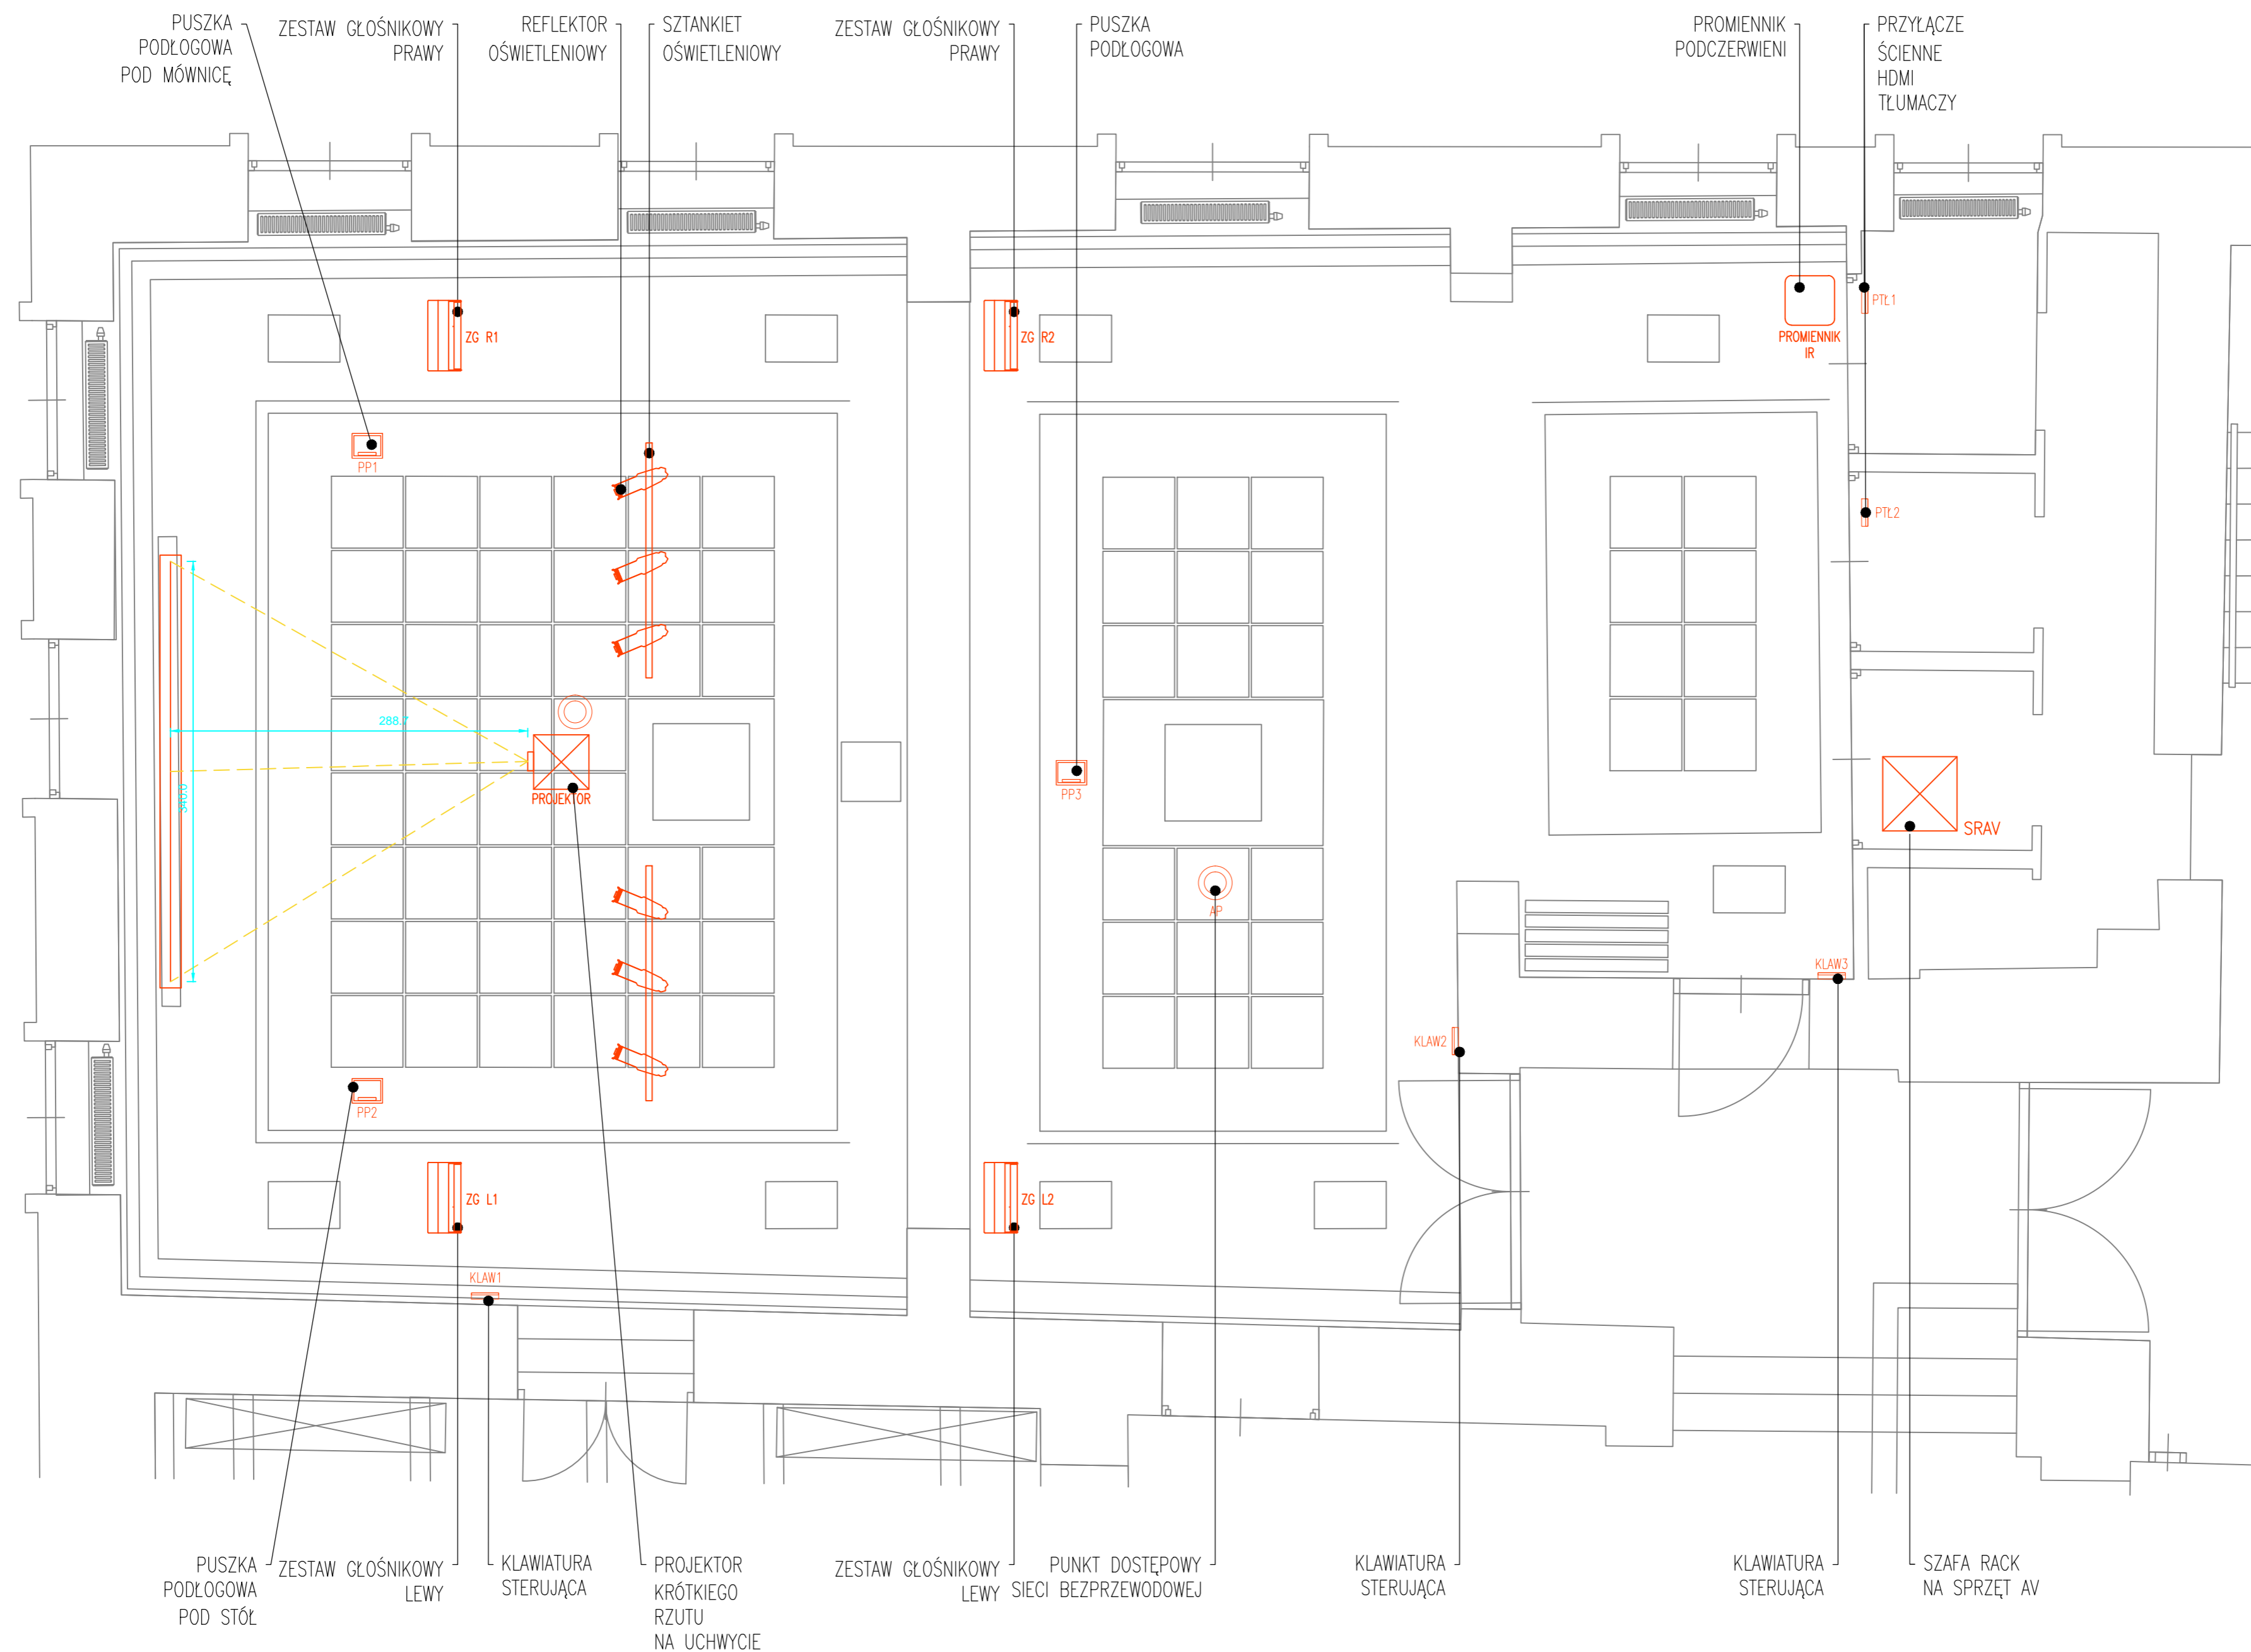 PUSZKA
PODŁOGOWA
POD MÓWNICĘ
ZESTAW GŁOŚNIKOWY
PRAWY
REFLEKTOR
OŚWIETLENIOWY
SZTANKIET
OŚWIETLENIOWY
ZESTAW GŁOŚNIKOWY
PRAWY
PUSZKA
PODŁOGOWA
PROMIENNIK
PODCZERWIENI
PRZYŁĄCZE
ŚCIENNE
HDMI
TŁUMACZY
ZG R1
ZG R2
PROMIENNIK
IR
PTŁ1
PP1
PTŁ2
288.7
340.0
PROJEKTOR
PP3
SRAV
AP
KLAW3
KLAW2
PP2
ZG L1
ZG L2
KLAW1
PUSZKA
PODŁOGOWA
POD STÓŁ
ZESTAW GŁOŚNIKOWY
LEWY
KLAWIATURA
STERUJĄCA
PROJEKTOR
KRÓTKIEGO
RZUTU
NA UCHWYCIE
ZESTAW GŁOŚNIKOWY
LEWY
PUNKT DOSTĘPOWY
SIECI BEZPRZEWODOWEJ
KLAWIATURA
STERUJĄCA
KLAWIATURA
STERUJĄCA
SZAFA RACK
NA SPRZĘT AV